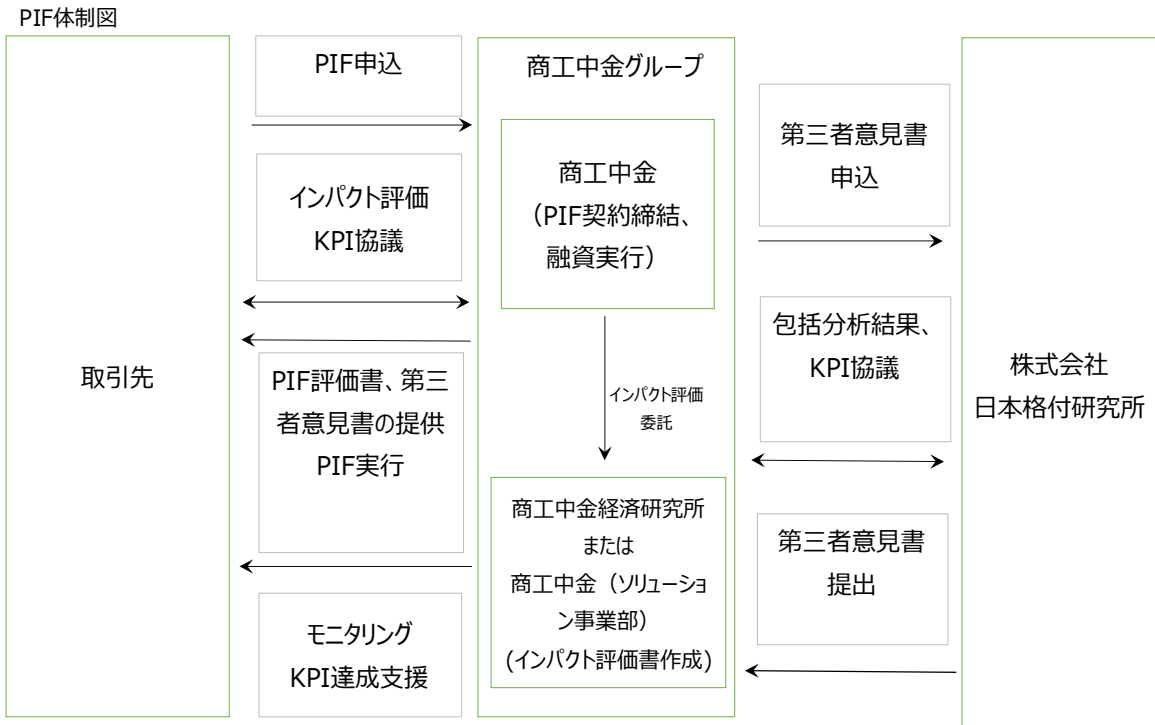 PIF体制図
取引先
PIF申込
インパクト評価
KPI協議
PIF評価書、第三
者意見書の提供
PIF実行
モニタリング
KPI達成支援
商工中金グループ
商工中金
（PIF契約締結、
融資実行）
インパクト評価
委託
商工中金経済研究所
または
商工中金（ソリューショ
ン事業部）
(インパクト評価書作成)
第三者意見書
申込
包括分析結果、
KPI協議
第三者意見書
提出
株式会社
日本格付研究所